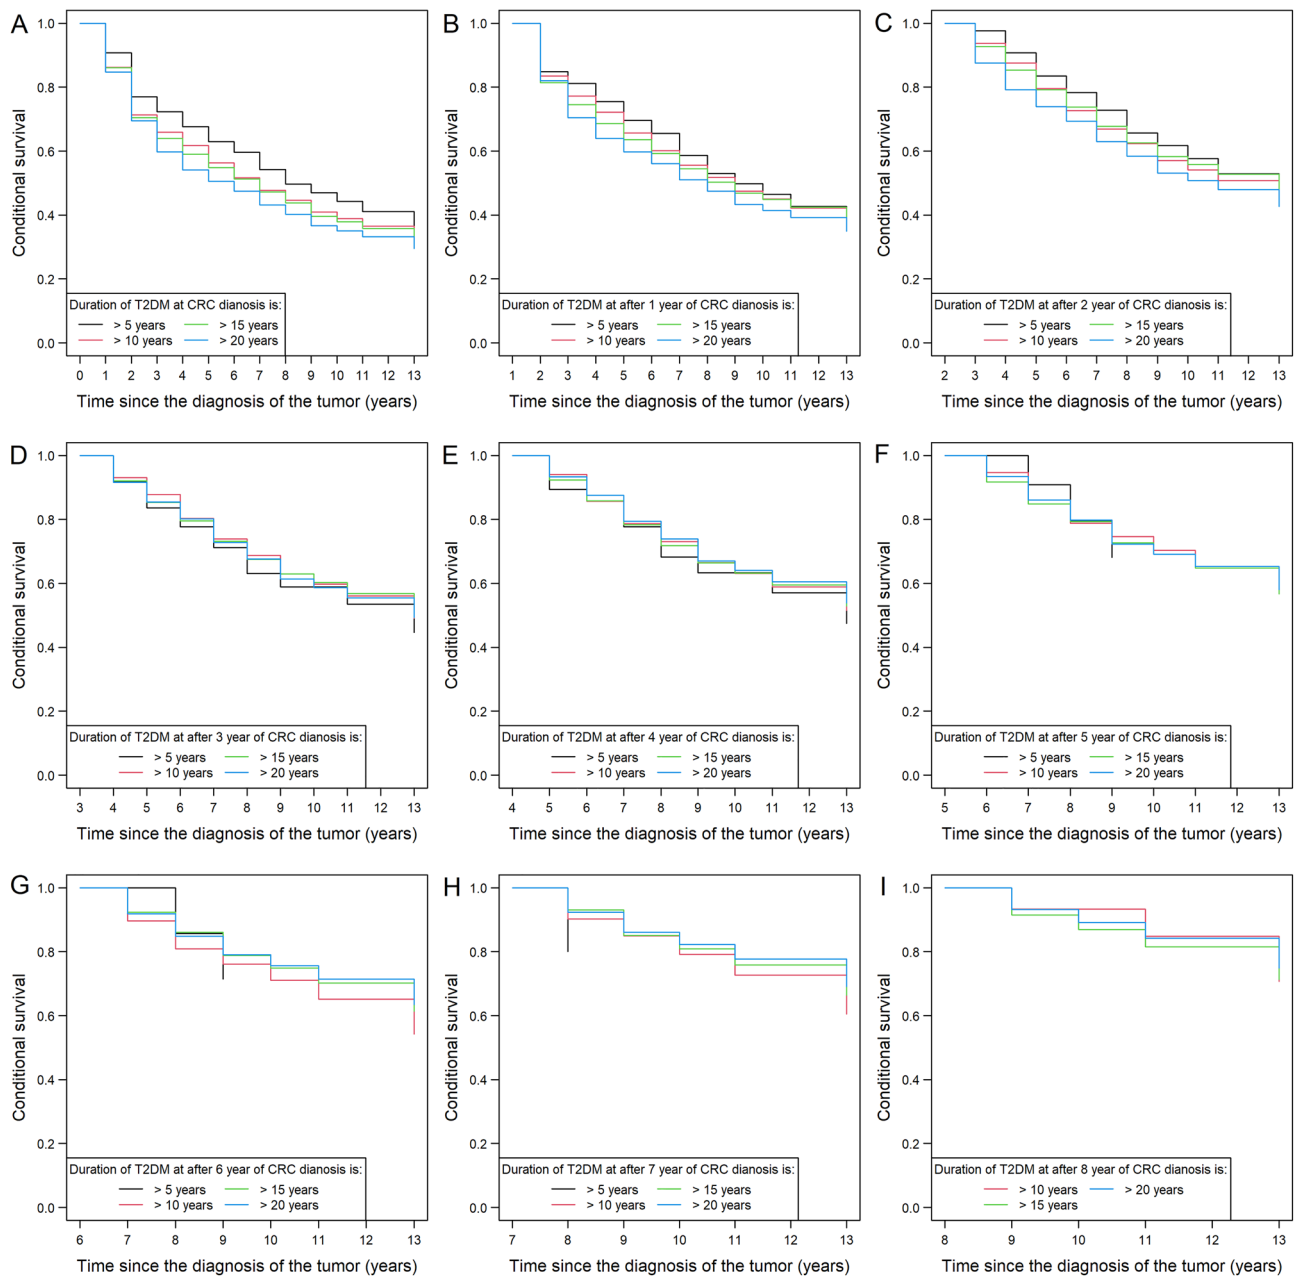 A
Conditional survival
1.0
0.8
0.6
0.4
0.2
0.0
Duration of T2DM at CRC dianosis is:
> 5 years > 15 years
> 10 years > 20 years
0 1 2 3 4 5 6 7 8 9 10 11 12 13
Time since the diagnosis of the tumor (years)
B
Conditional survival
1.0
0.8
0.6
0.4
0.2
0.0
Duration of T2DM at after 1 year of CRC dianosis is:
> 5 years > 15 years
> 10 years > 20 years
1 2 3 4 5 6 7 8 9 10 11 12 13
Time since the diagnosis of the tumor (years)
C
Conditional survival
1.0
0.8
0.6
0.4
0.2
0.0
Duration of T2DM at after 2 year of CRC dianosis is:
> 5 years > 15 years
> 10 years > 20 years
2 3 4 5 6 7 8 9 10 11 12 13
Time since the diagnosis of the tumor (years)
D
Conditional survival
1.0
0.8
0.6
0.4
0.2
0.0
Duration of T2DM at after 3 year of CRC dianosis is:
> 5 years > 15 years
> 10 years > 20 years
3 4 5 6 7 8 9 10 11 12 13
Time since the diagnosis of the tumor (years)
E
Conditional survival
1.0
0.8
0.6
0.4
0.2
0.0
Duration of T2DM at after 4 year of CRC dianosis is:
> 5 years > 15 years
> 10 years > 20 years
4 5 6 7 8 9 10 11 12 13
Time since the diagnosis of the tumor (years)
F
Conditional survival
1.0
0.8
0.6
0.4
0.2
0.0
Duration of T2DM at after 5 year of CRC dianosis is:
> 5 years > 15 years
> 10 years > 20 years
5 6 7 8 9 10 11 12 13
Time since the diagnosis of the tumor (years)
G
Conditional survival
1.0
0.8
0.6
0.4
0.2
0.0
Duration of T2DM at after 6 year of CRC dianosis is:
> 5 years > 15 years
> 10 years > 20 years
6 7 8 9 10 11 12 13
Time since the diagnosis of the tumor (years)
H
Conditional survival
1.0
0.8
0.6
0.4
0.2
0.0
Duration of T2DM at after 7 year of CRC dianosis is:
> 5 years > 15 years
> 10 years > 20 years
7 8 9 10 11 12 13
Time since the diagnosis of the tumor (years)
I
Conditional survival
1.0
0.8
0.6
0.4
0.2
0.0
Duration of T2DM at after 8 year of CRC dianosis is:
> 10 years > 20 years
> 15 years
8 9 10 11 12 13
Time since the diagnosis of the tumor (years)